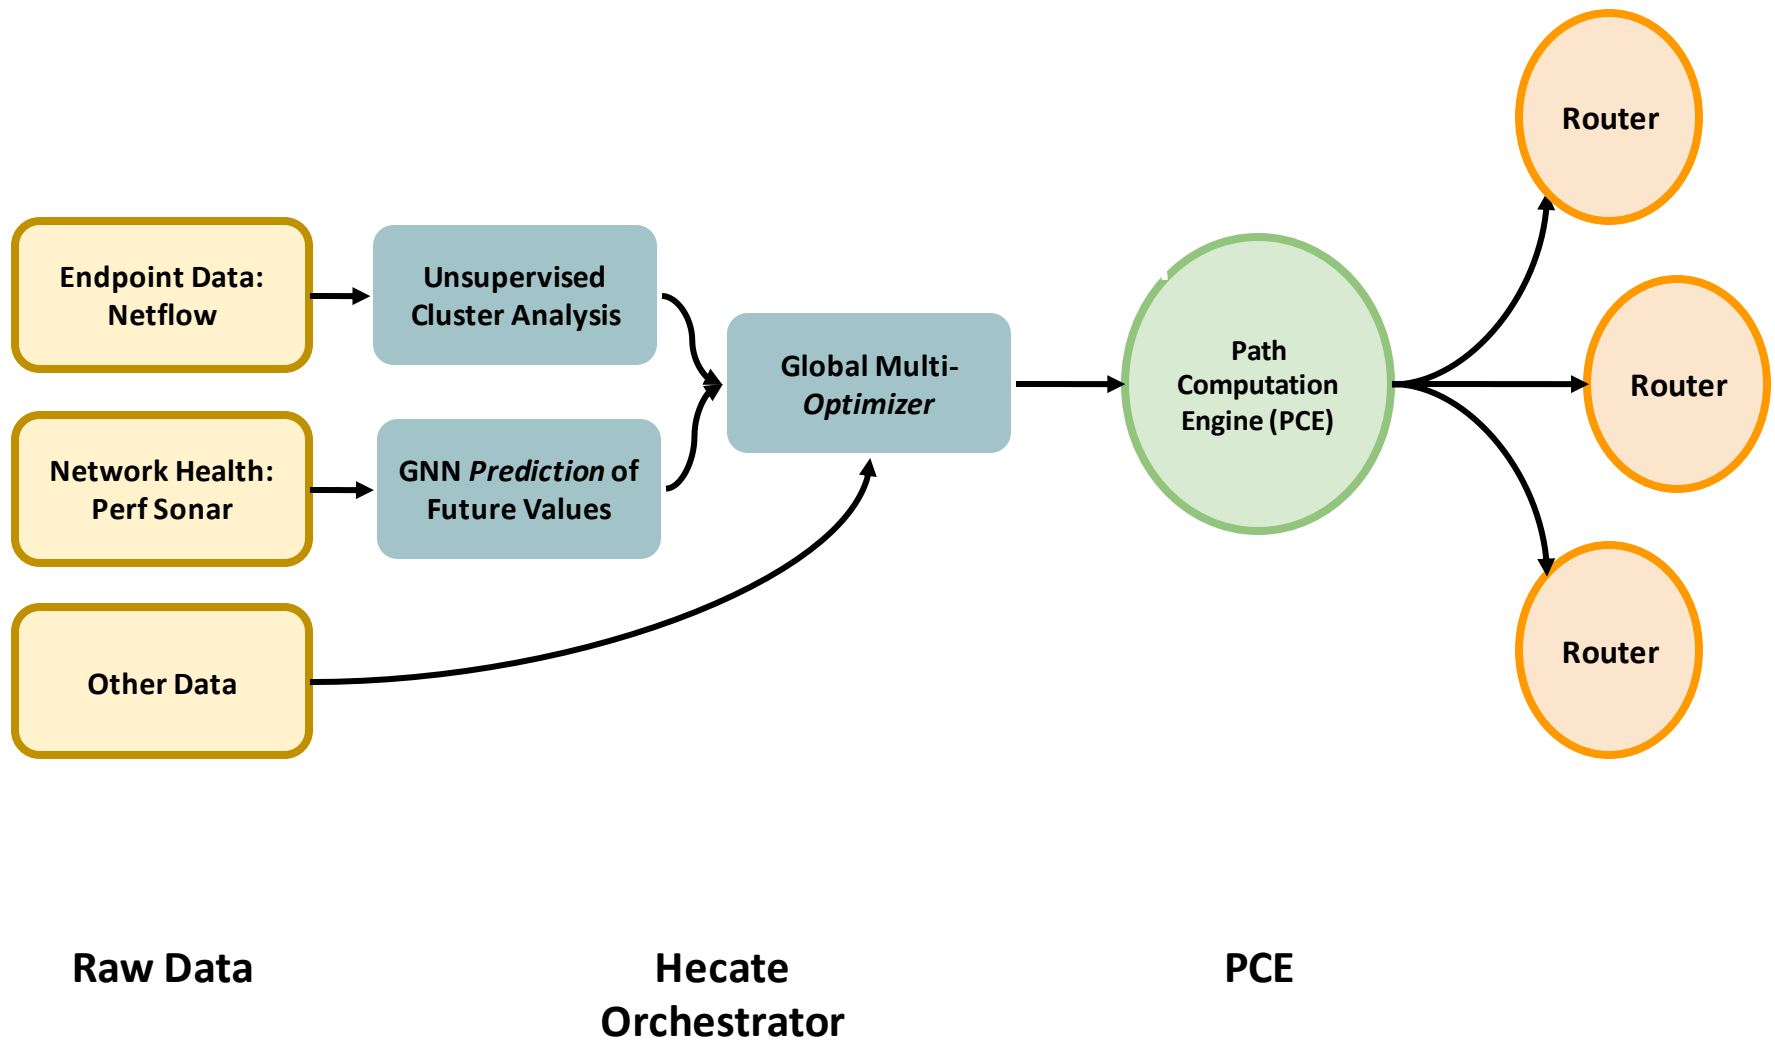 Endpoint Data:
Netflow
Unsupervised
Cluster Analysis
Network Health:
Perf Sonar
GNN Prediction of
Future Values
Other Data
Global Multi-
Optimizer
Path
Computation
Engine (PCE)
Router
Router
Router
Raw Data
Hecate
Orchestrator
PCE